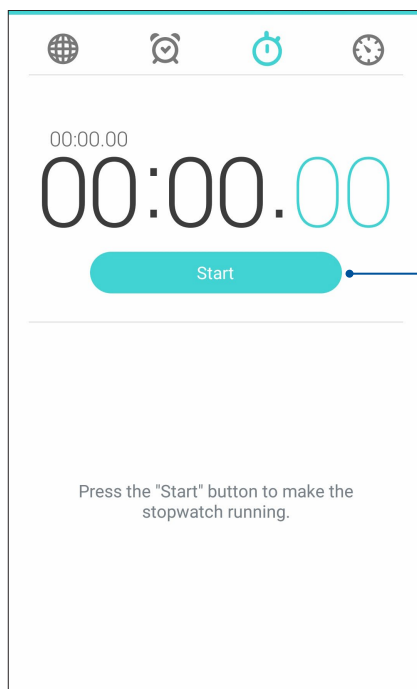 00:00.00
00:00.00
Start
Press the "Start" button to make the
stopwatch running.